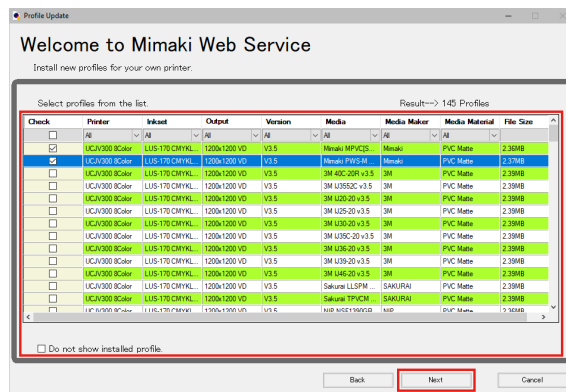 Profile Update
Welcome to Mimaki Web Service
Install new profiles for your own printer.
Select profiles from the list. Result--> 145 Profiles
Check Printer Inkset Output Version Media Media Maker Media Material File Size
All All All All All All All
UCJV300 8Color LUS-170 CMYKL... 1200x1200 VD V3.5 Mimaki MPVC(S... Mimaki PVC Matte 2.36MB
UCJV300 8Color LUS-170 CMYKL... 1200x1200 VD V3.5 Mimaki PWS-M ... Mimaki PVC Matte 2.37MB
UCJV300 8Color LUS-170 CMYKL... 1200x1200 VD V3.5 3M 40C-20R v3.5 3M PVC Matte 2.39MB
UCJV300 8Color LUS-170 CMYKL... 1200x1200 VD V3.5 3M IJ3552C v3.5 3M PVC Matte 2.39MB
UCJV300 8Color LUS-170 CMYKL... 1200x1200 VD V3.5 3M IJ20-20 v3.5 3M PVC Matte 2.39MB
UCJV300 8Color LUS-170 CMYKL... 1200x1200 VD V3.5 3M IJ25-20 v3.5 3M PVC Matte 2.39MB
UCJV300 8Color LUS-170 CMYKL... 1200x1200 VD V3.5 3M IJ30-20 v3.5 3M PVC Matte 2.39MB
UCJV300 8Color LUS-170 CMYKL... 1200x1200 VD V3.5 3M IJ35C-20 v3.5 3M PVC Matte 2.39MB
UCJV300 8Color LUS-170 CMYKL... 1200x1200 VD V3.5 3M IJ36-20 v3.5 3M PVC Matte 2.39MB
UCJV300 8Color LUS-170 CMYKL... 1200x1200 VD V3.5 3M IJ39-20 v3.5 3M PVC Matte 2.39MB
UCJV300 8Color LUS-170 CMYKL... 1200x1200 VD V3.5 3M IJ46-20 v3.5 3M PVC Matte 2.39MB
UCJV300 8Color LUS-170 CMYKL... 1200x1200 VD V3.5 Sakurai LLSPM ... SAKURAI PVC Matte 2.39MB
UCJV300 8Color LUS-170 CMYKL... 1200x1200 VD V3.5 Sakurai TPVCM ... SAKURAI PVC Matte 2.39MB
UCJV300 8Color LUS-170 CMYKL... 1200x1200 VD V3.5 NIP PVC Matte
Do not show installed profile.
Back Next Cancel